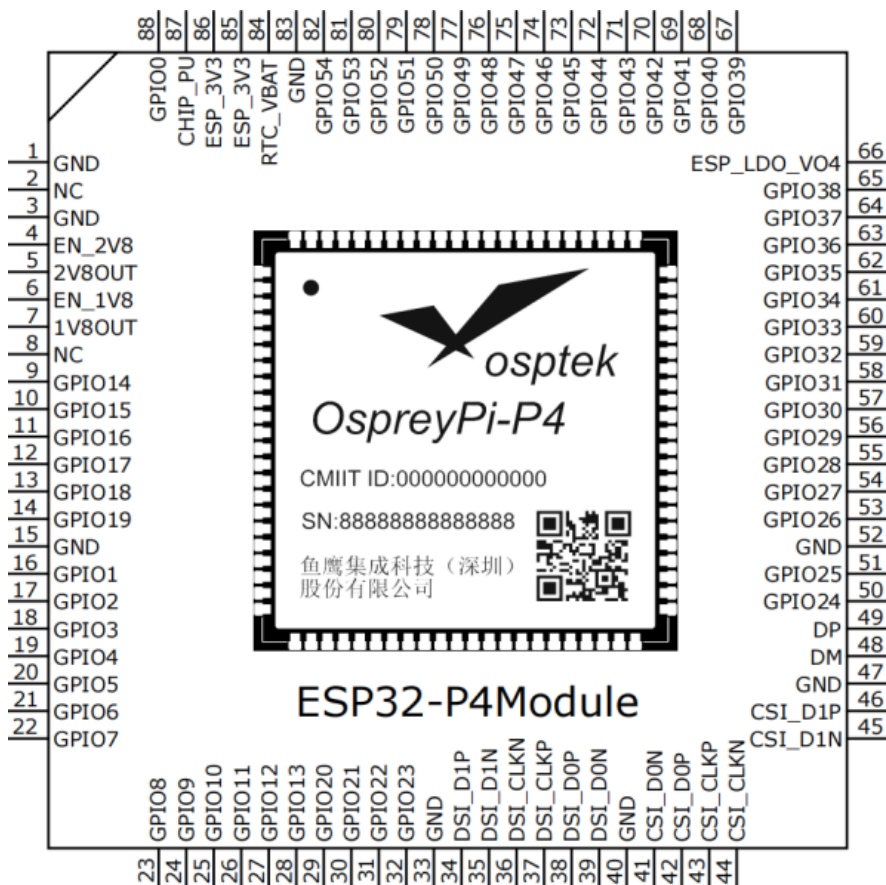 88 87 86 85 84 83 82 81 80 79 78 77 76 75 74 73 72 71 70 69 68 67
GPIO0 CHIP_PU ESP_3V3 ESP_3V3 RTC_VBAT GND GPIO54 GPIO53 GPIO52 GPIO51 GPIO50 GPIO49 GPIO48 GPIO47 GPIO46 GPIO45 GPIO44 GPIO43 GPIO42 GPIO41 GPIO40 GPIO39
1 GND
2 NC
3 GND
4 EN_2V8
5 2V8OUT
6 EN_1V8
7 1V8OUT
8 NC
9 GPIO14
10 GPIO15
11 GPIO16
12 GPIO17
13 GPIO18
14 GPIO19
15 GND
16 GPIO1
17 GPIO2
18 GPIO3
19 GPIO4
20 GPIO5
21 GPIO6
22 GPIO7
osptek
OspreyPi-P4
CMIIT ID:000000000000
SN:88888888888888
鱼鹰集成科技（深圳）
股份有限公司
ESP32-P4Module
ESP_LDO_VO4 66
GPIO38 65
GPIO37 64
GPIO36 63
GPIO35 62
GPIO34 61
GPIO33 60
GPIO32 59
GPIO31 58
GPIO30 57
GPIO29 56
GPIO28 55
GPIO27 54
GPIO26 53
GND 52
GPIO25 51
GPIO24 50
DP 49
DM 48
GND 47
CSI_D1P 46
CSI_D1N 45
GPIO8 GPIO9 GPIO10 GPIO11 GPIO12 GPIO13 GPIO20 GPIO21 GPIO22 GPIO23 GND DSI_D1P DSI_D1N DSI_CLKN DSI_CLKP DSI_D0P DSI_D0N GND CSI_D0N CSI_D0P CSI_CLKP CSI_CLKN
23 24 25 26 27 28 29 30 31 32 33 34 35 36 37 38 39 40 41 42 43 44